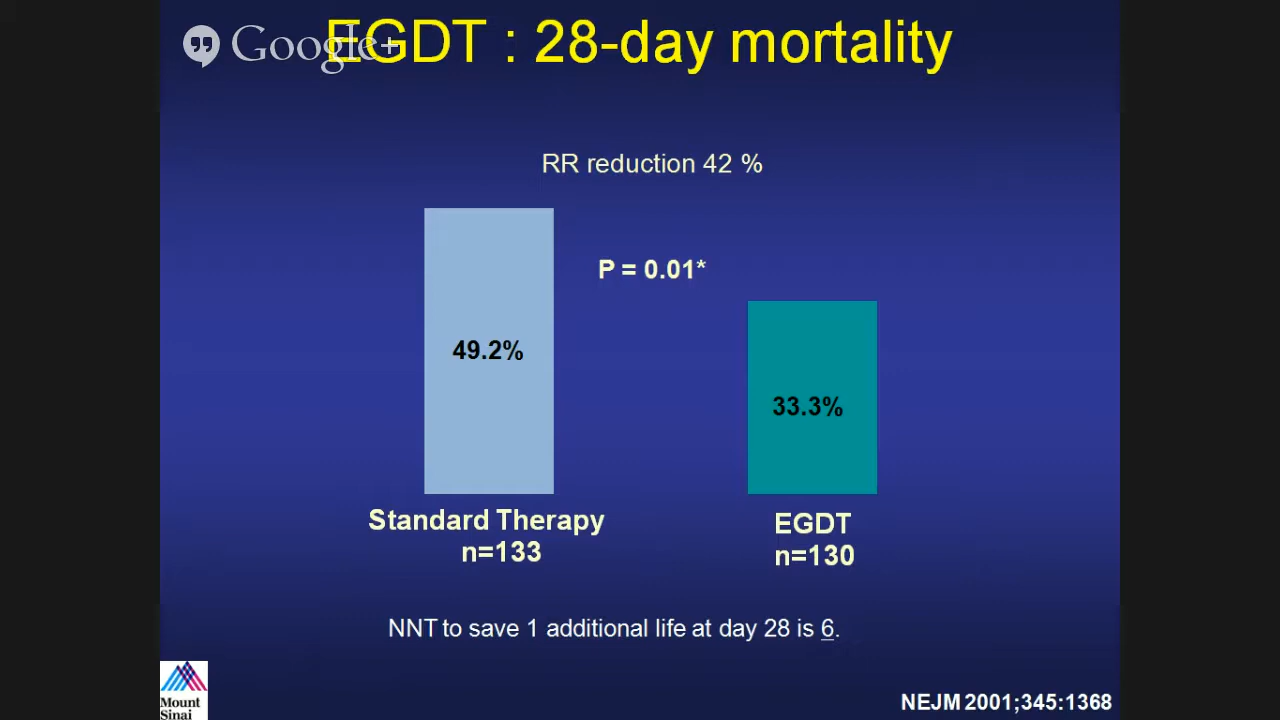 Google+
EGDT : 28-day mortality
RR reduction 42 %
P = 0.01*
49.2%
33.3%
Standard Therapy
n=133
EGDT
n=130
NNT to save 1 additional life at day 28 is 6.
Mount
Sinai
NEJM 2001;345:1368